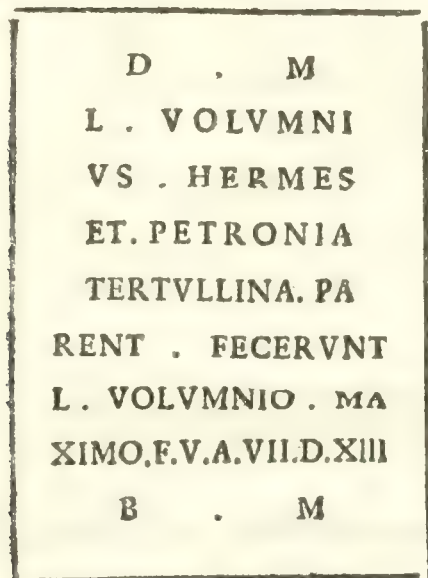 D . M
L . VOLVMNI
VS . HERMES
ET. PETRONIA
TERTVLLINA. PA
RENT . FECERVNT
L . VOLVMNIO . MA
XIMO.F.V.A.VII.D.XIII
B . M